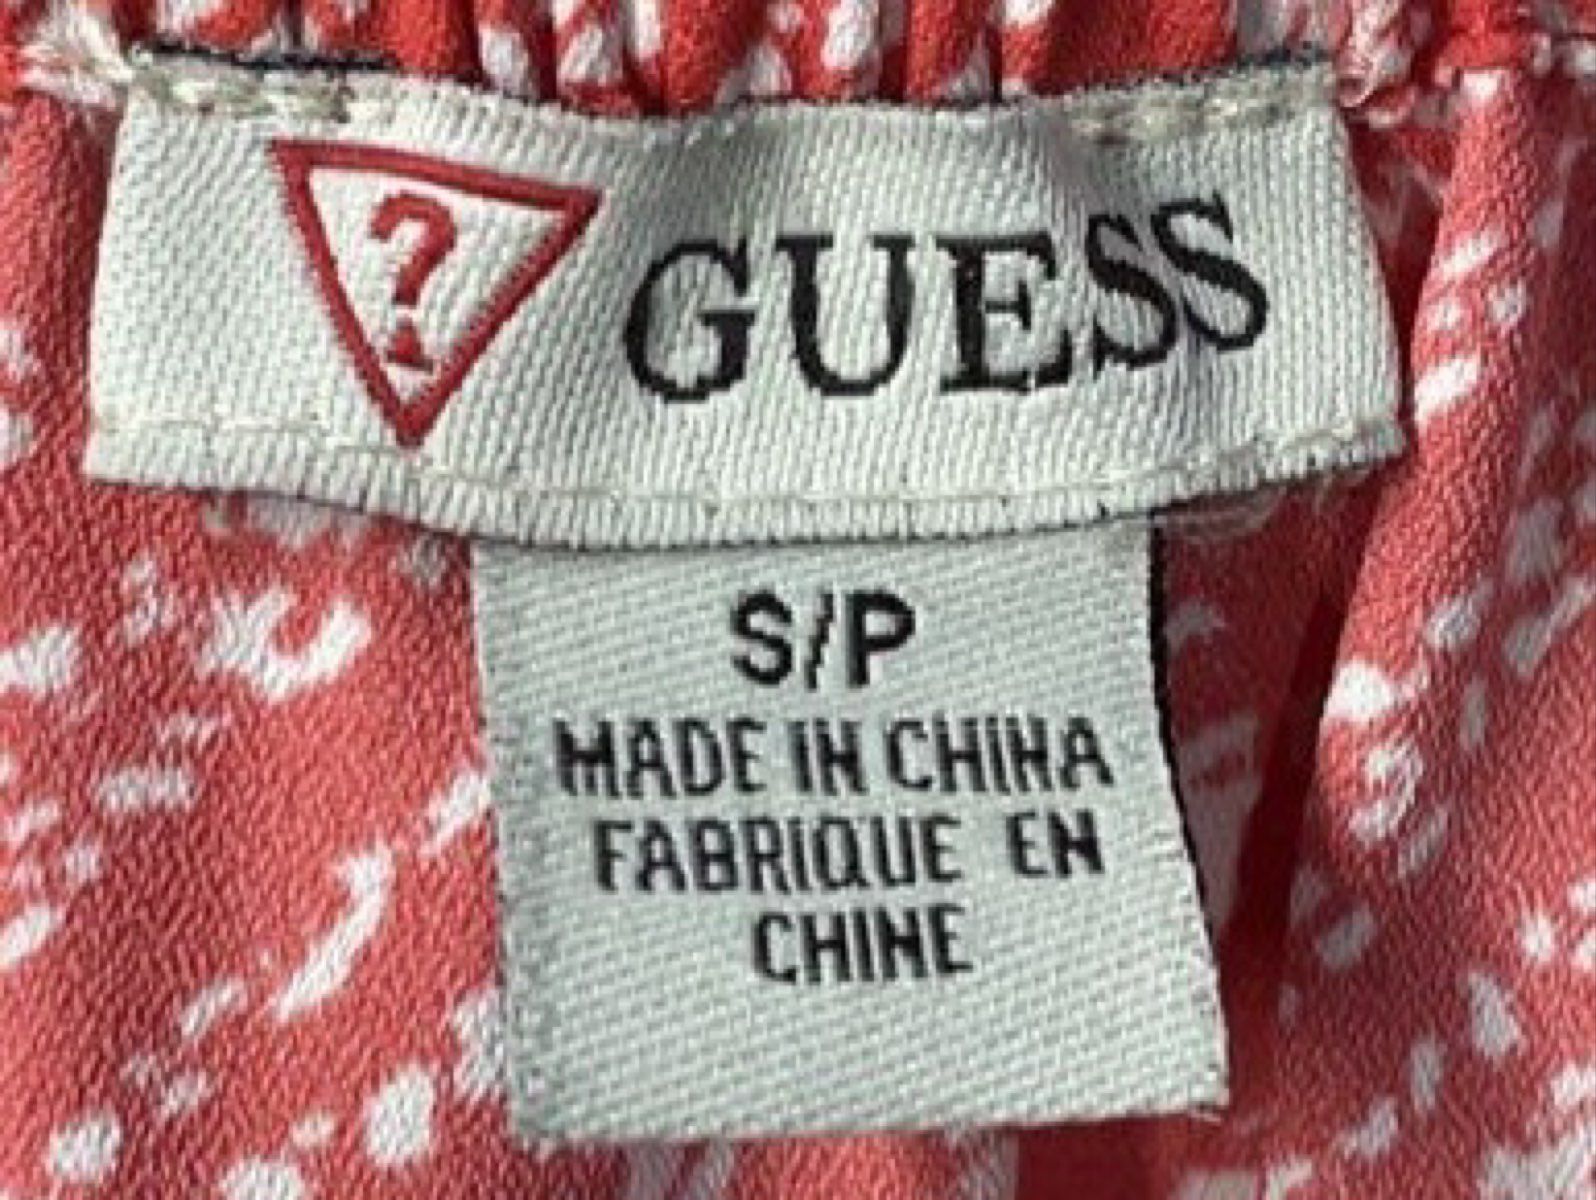 ? GUESS
S/P
MADE IN CHINA
FABRIQUE EN
CHINE